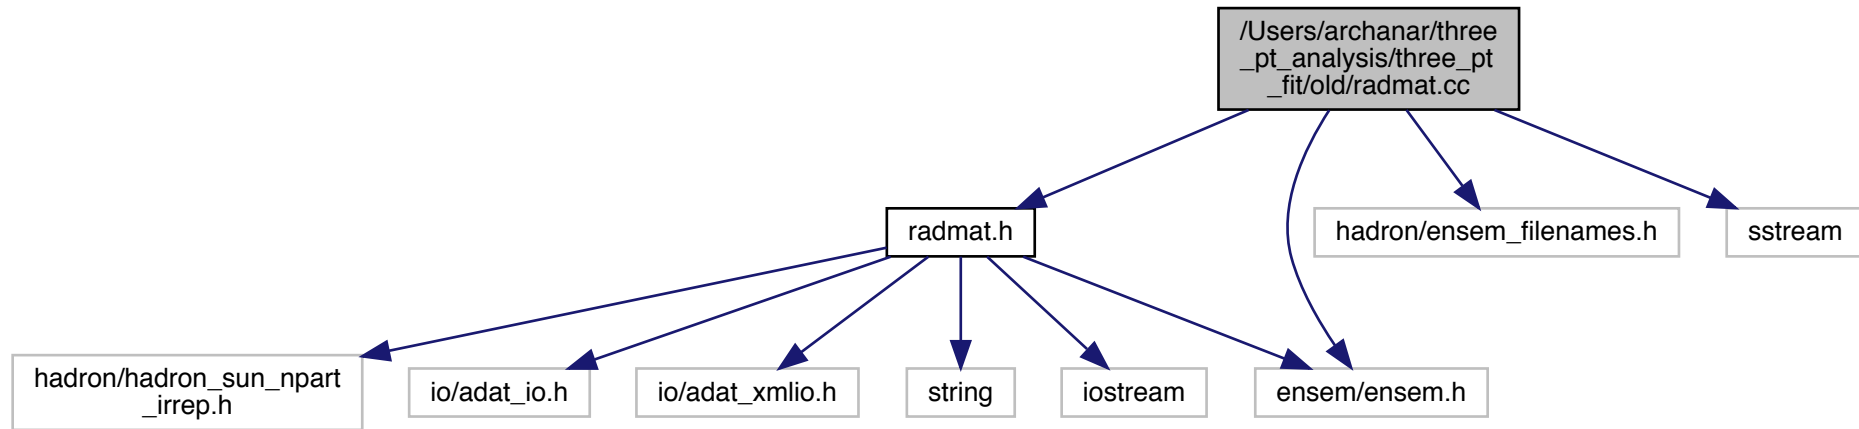 /Users/archanar/three
_pt_analysis/three_pt
_fit/old/radmat.cc
radmat.h
hadron/ensem_filenames.h
sstream
hadron/hadron_sun_npart
_irrep.h
io/adat_io.h
io/adat_xmlio.h
string
iostream
ensem/ensem.h